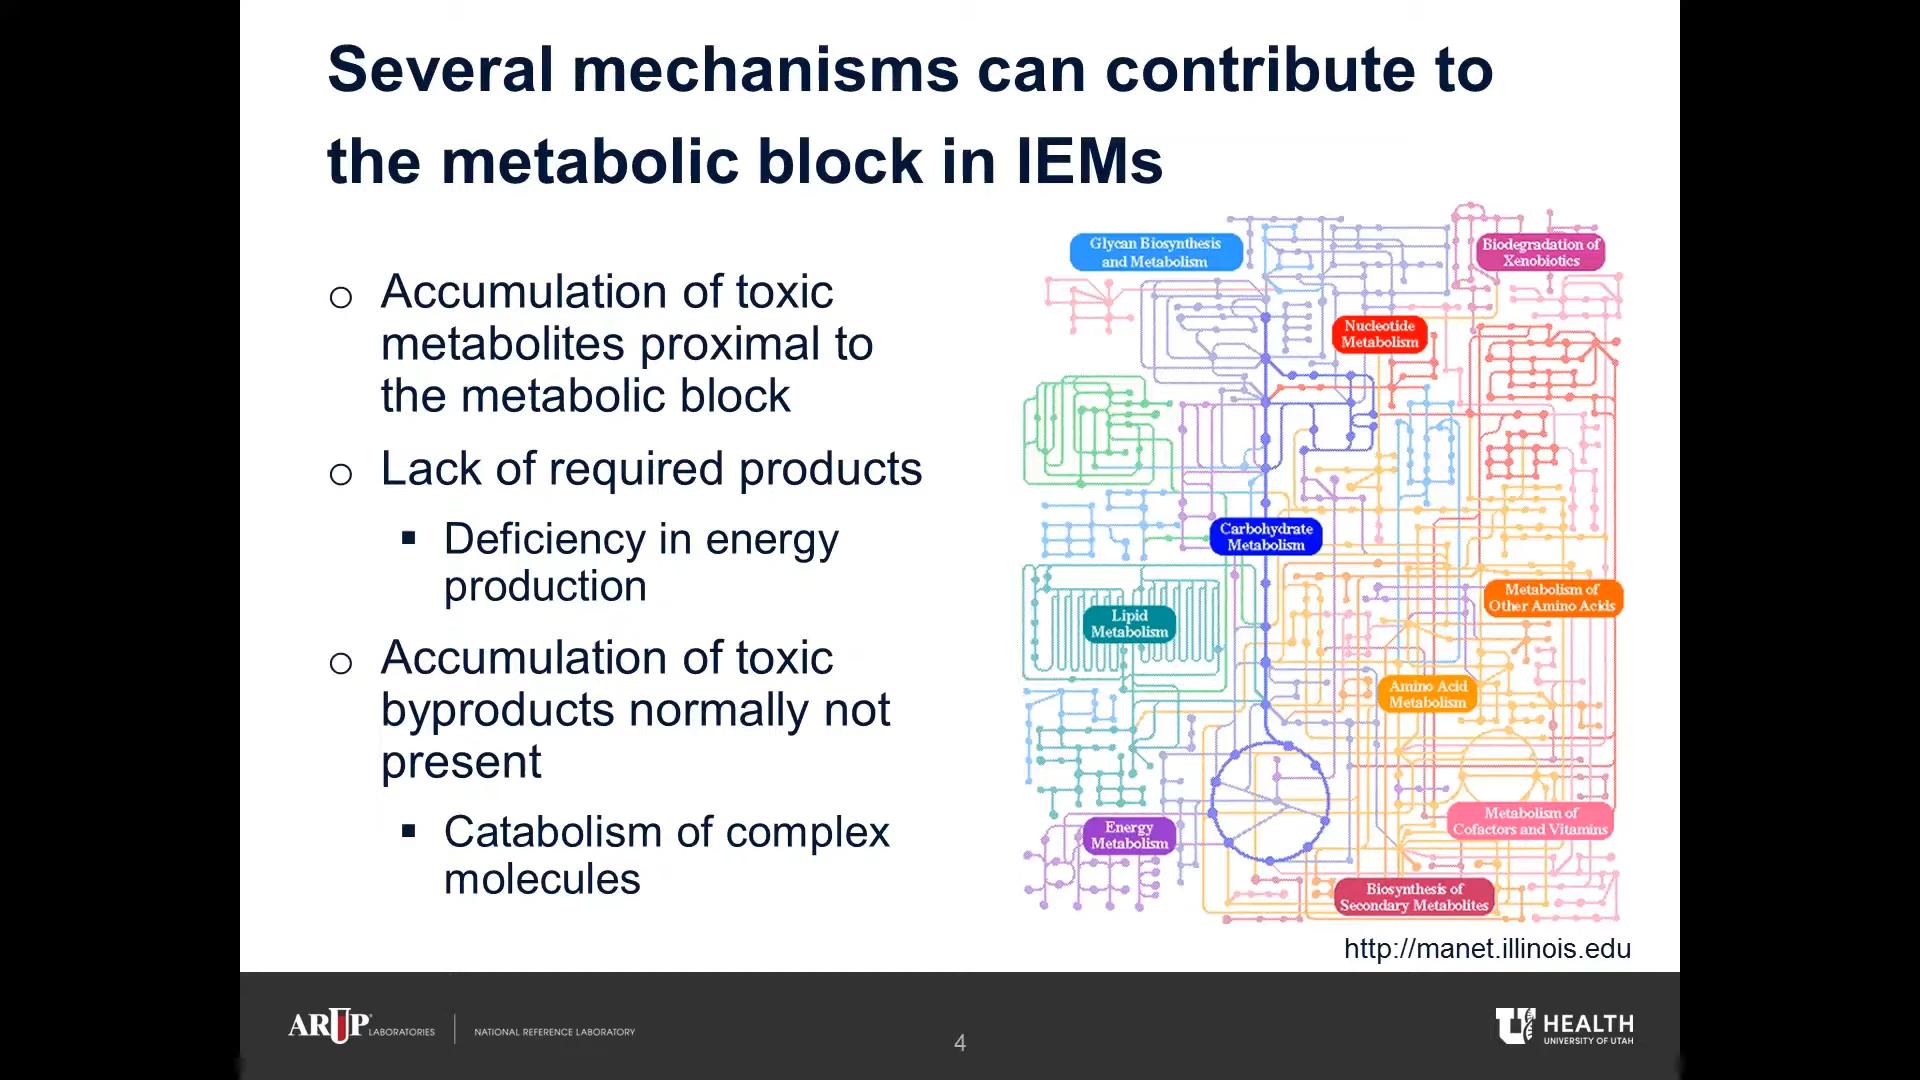 Several mechanisms can contribute to
the metabolic block in IEMs
o Accumulation of toxic
metabolites proximal to
the metabolic block
o Lack of required products
▪ Deficiency in energy
production
o Accumulation of toxic
byproducts normally not
present
▪ Catabolism of complex
molecules
Glycan Biosynthesis
and Metabolism
Biodegradation of
Xenobiotics
Nucleotide
Metabolism
Carbohydrate
Metabolism
Metabolism of
Other Amino Acids
Lipid
Metabolism
Amino Acid
Metabolism
Metabolism of
Cofactors and Vitamins
Energy
Metabolism
Biosynthesis of
Secondary Metabolites
http://manet.illinois.edu
ARUP LABORATORIES
NATIONAL REFERENCE LABORATORY
4
U HEALTH
UNIVERSITY OF UTAH